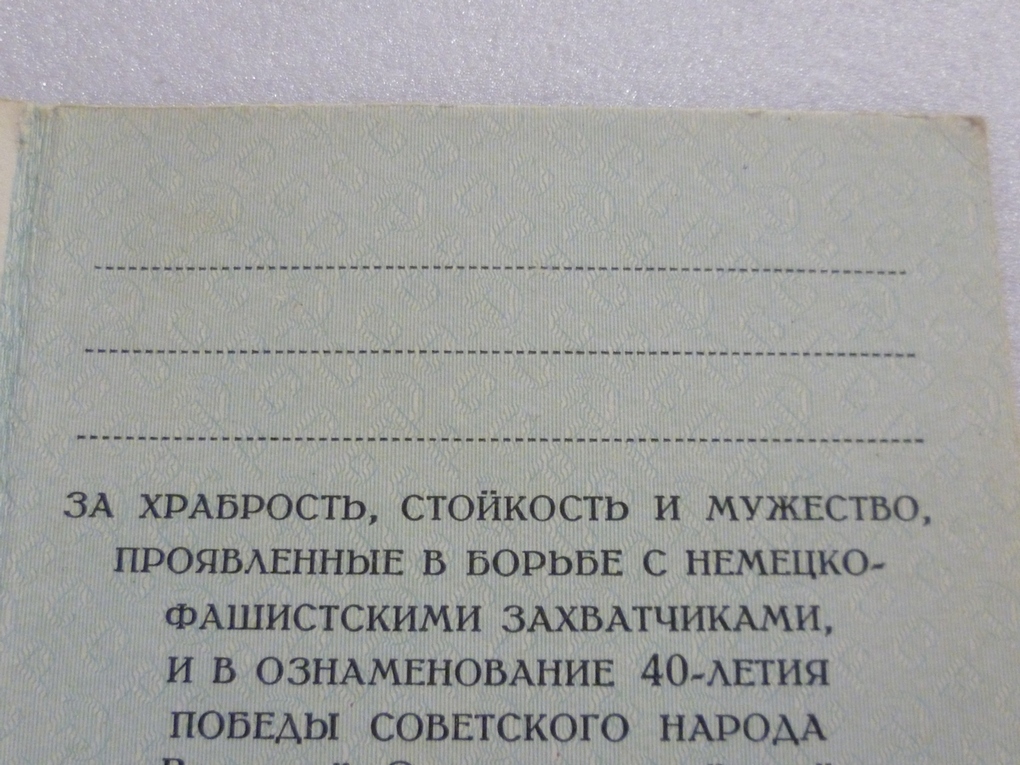 ЗА ХРАБРОСТЬ, СТОЙКОСТЬ И МУЖЕСТВО,
ПРОЯВЛЕННЫЕ В БОРЬБЕ С НЕМЕЦКО-
ФАШИСТСКИМИ ЗАХВАТЧИКАМИ,
И В ОЗНАМЕНОВАНИЕ 40-ЛЕТИЯ
ПОБЕДЫ СОВЕТСКОГО НАРОДА